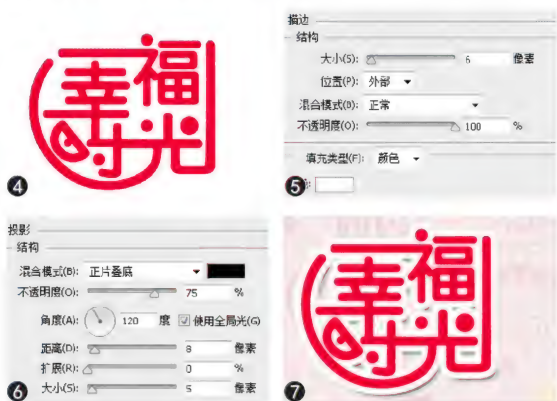 幸福
时光
4
描边
结构
大小(S): 6 像素
位置(P): 外部
混合模式(B): 正常
不透明度(O): 100 %
填充类型(F): 颜色
5
投影
结构
混合模式(B): 正片叠底
不透明度(O): 75 %
角度(A): 120 度 使用全局光(G)
距离(D): 8 像素
扩展(R): 0 %
大小(S): 5 像素
6
幸福
时光
7